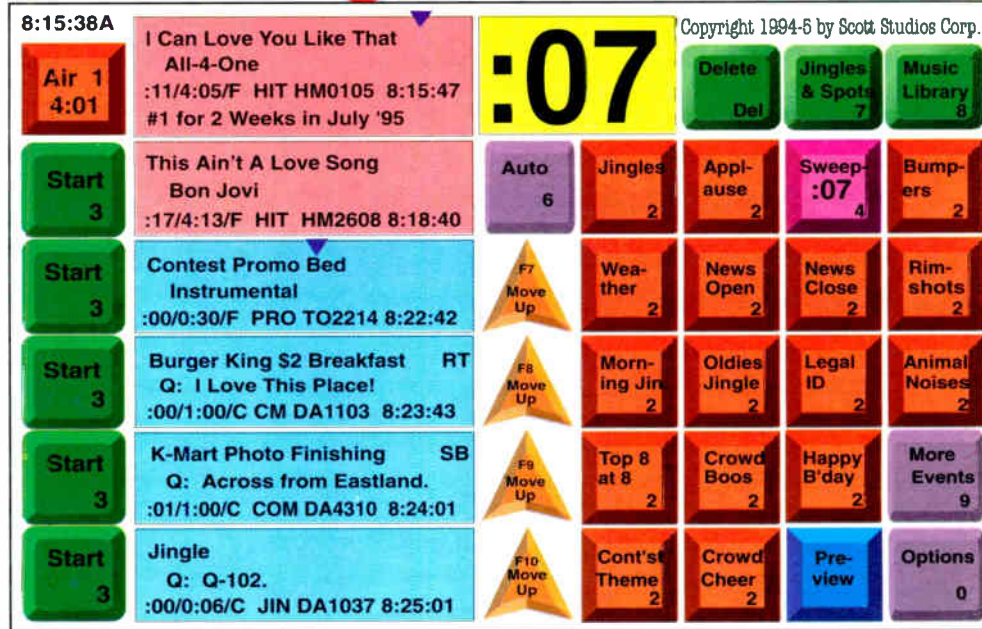 8:15:38A
Copyright 1994-5 by Scott Studios Corp.
Air 1
4:01
I Can Love You Like That
All-4-One
:11/4:05/F HIT HM0105 8:15:47
#1 for 2 Weeks in July '95
:07
Delete
Del
Jingles
& Spots
7
Music
Library
8
Start
3
This Ain't A Love Song
Bon Jovi
:17/4:13/F HIT HM2608 8:18:40
Auto
6
Jingles
2
Appl-
ause
2
Sweep-
:07
4
Bump-
ers
2
Start
3
Contest Promo Bed
Instrumental
:00/0:30/F PRO TO2214 8:22:42
F7
Move
Up
Wea-
ther
2
News
Open
2
News
Close
2
Rim-
shots
2
Start
3
Burger King $2 Breakfast RT
Q: I Love This Place!
:00/1:00/C CM DA1103 8:23:43
F8
Move
Up
Morn-
ing Jin
2
Oldies
Jingle
2
Legal
ID
2
Animal
Noises
2
Start
3
K-Mart Photo Finishing SB
Q: Across from Eastland.
:01/1:00/C COM DA4310 8:24:01
F9
Move
Up
Top 8
at 8
2
Crowd
Boos
2
Happy
B'day
2
More
Events
9
Start
3
Jingle
Q: Q-102.
:00/0:06/C JIN DA1037 8:25:01
F10
Move
Up
Cont'st
Theme
2
Crowd
Cheer
2
Pre-
view
Options
0